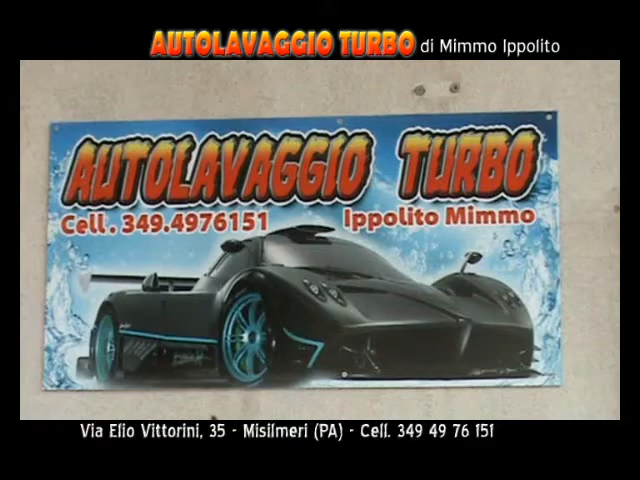 AUTOLAVAGGIO TURBO di Mimmo Ippolito
AUTOLAVAGGIO TURBO
Cell. 349.4976151 Ippolito Mimmo
Via Elio Vittorini, 35 - Misilmeri (PA) - Cell. 349 49 76 151